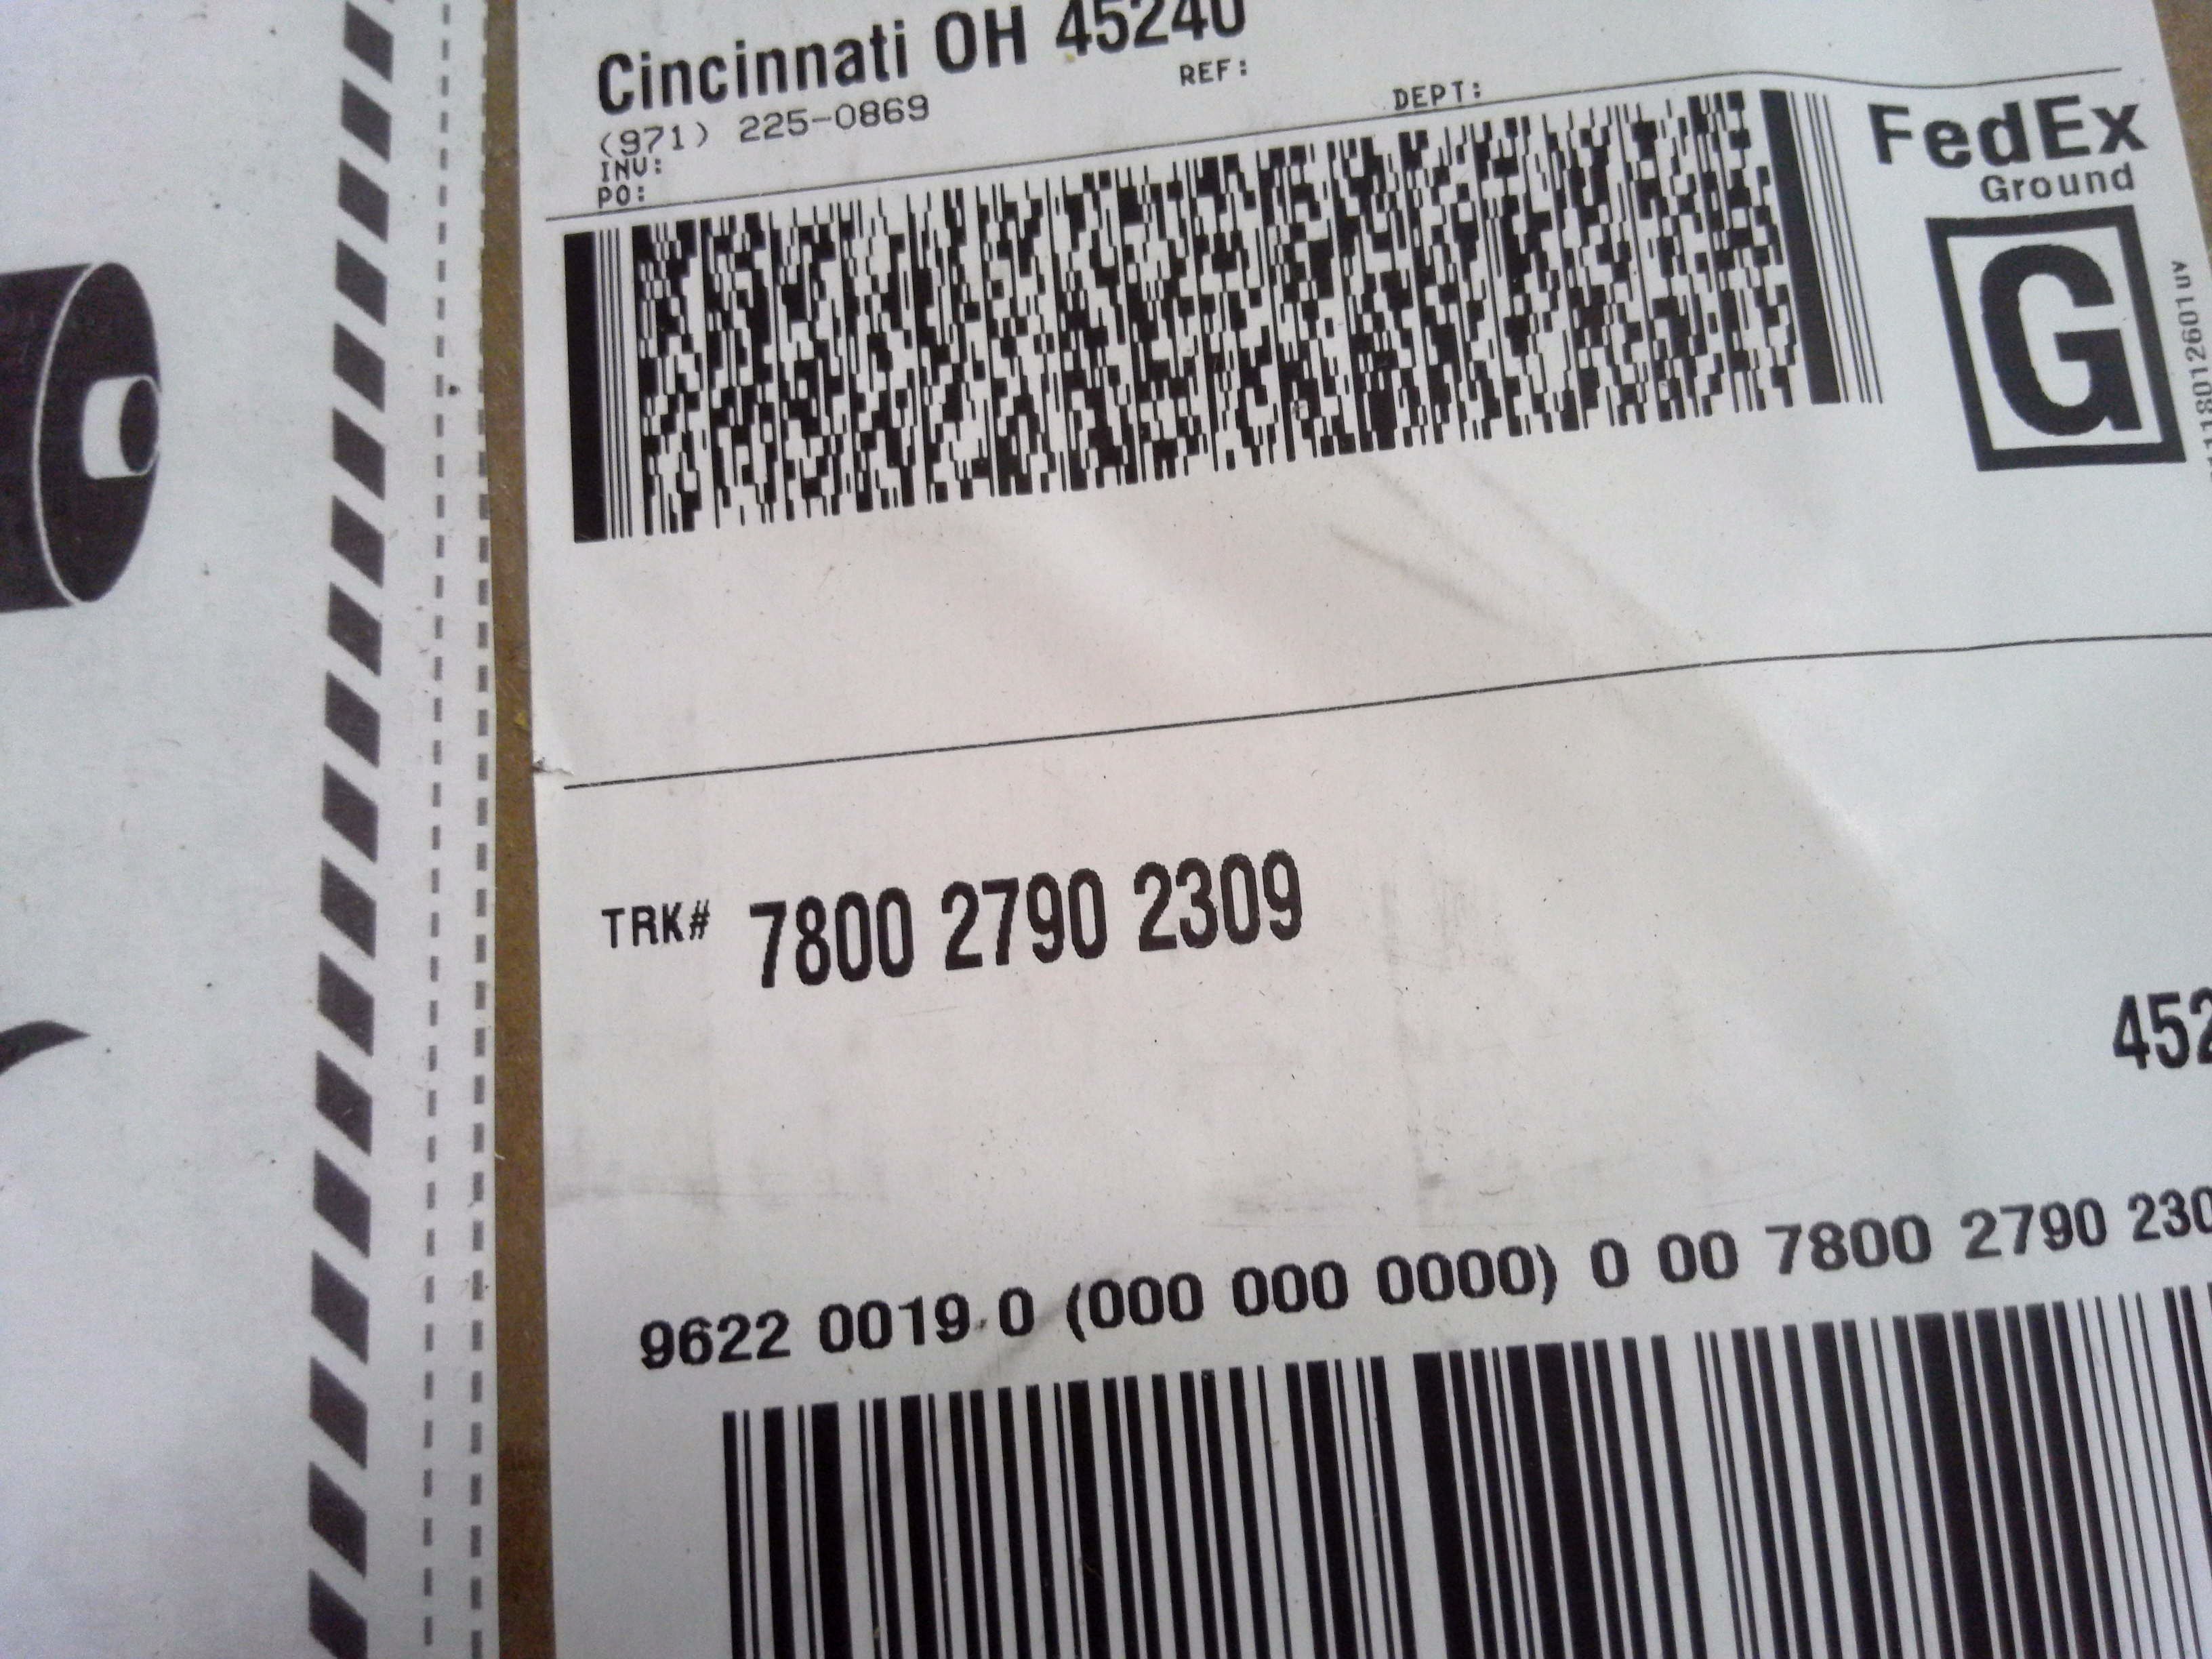 Cincinnati OH 45240
(971) 225-0869
REF:
INV:
PO:
DEPT:
FedEx
Ground
G
TRK# 7800 2790 2309
452
9622 0019 0 (000 000 0000) 0 00 7800 2790 230